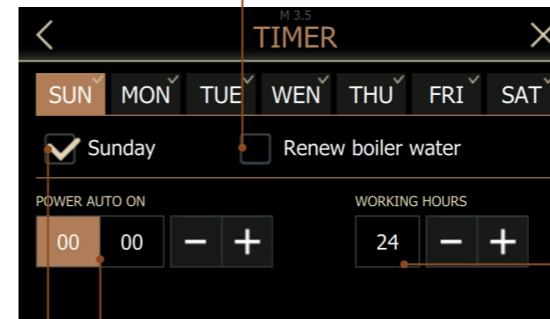 M 3.5
TIMER
SUN MON TUE WEN THU FRI SAT
Sunday Renew boiler water
POWER AUTO ON WORKING HOURS
00 00 24